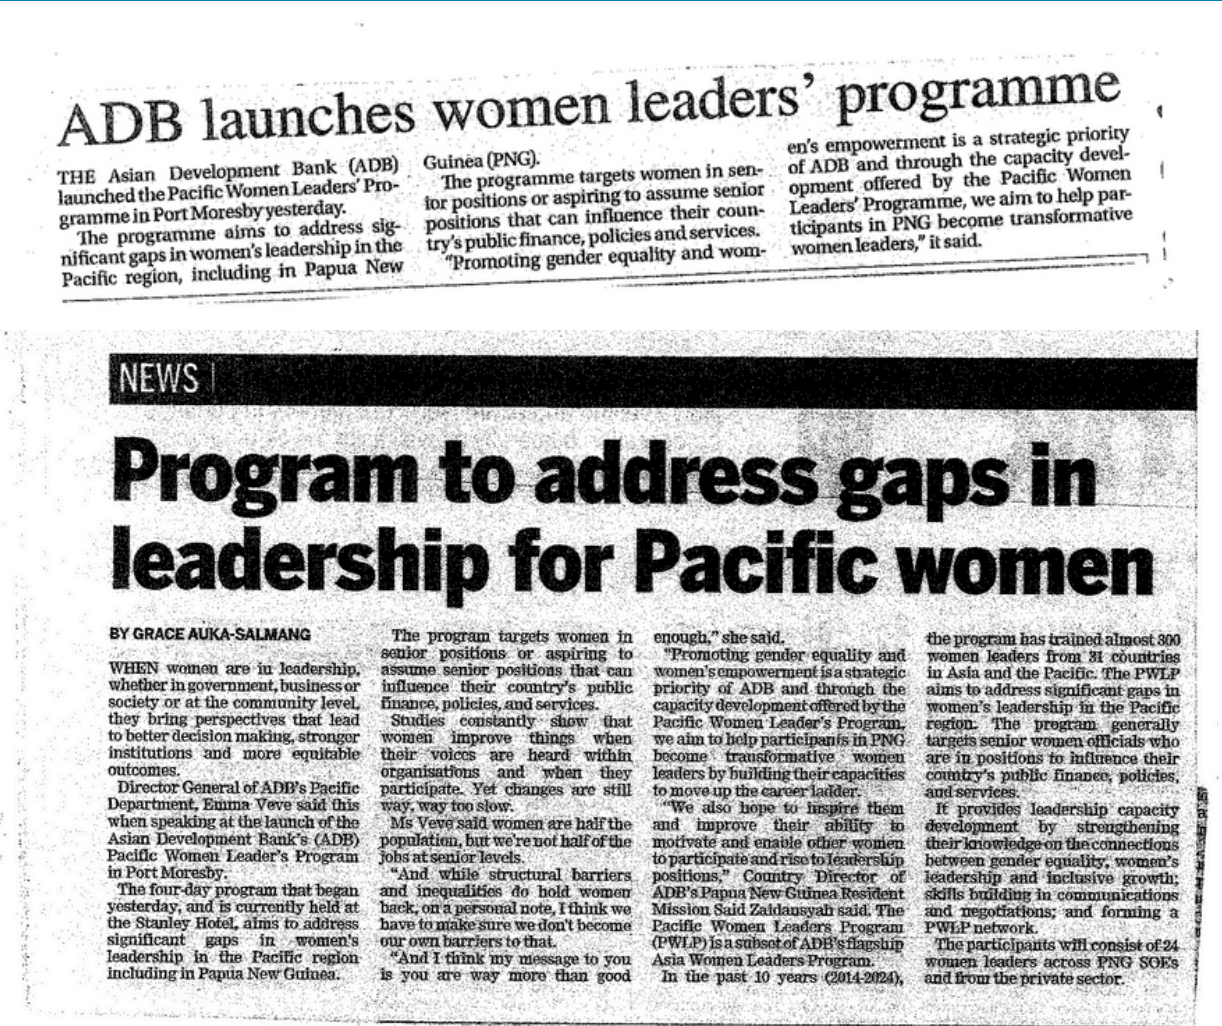 ADB launches women leaders' programme
THE Asian Development Bank (ADB)
launched the Pacific Women Leaders' Pro-
gramme in Port Moresby yesterday.
The programme aims to address sig-
nificant gaps in women's leadership in the
Pacific region, including in Papua New
Guinea (PNG).
The programme targets women in sen-
ior positions or aspiring to assume senior
positions that can influence their coun-
try's public finance, policies and services.
"Promoting gender equality and wom-
en's empowerment is a strategic priority
of ADB and through the capacity devel-
opment offered by the Pacific Women
Leaders' Programme, we aim to help par-
ticipants in PNG become transformative
women leaders," it said.
NEWS
Program to address gaps in
leadership for Pacific women
BY GRACE AUKA-SALMANG
WHEN women are in leadership,
whether in government, business or
society or at the community level,
they bring perspectives that lead
to better decision making, stronger
institutions and more equitable
outcomes.
Director General of ADB's Pacific
Department, Emma Veve said this
when speaking at the launch of the
Asian Development Bank's (ADB)
Pacific Women Leader's Program
in Port Moresby.
The four-day program that began
yesterday, and is currently held at
the Stanley Hotel, aims to address
significant gaps in women's
leadership in the Pacific region
including in Papua New Guinea.
The program targets women in
senior positions or aspiring to
assume senior positions that can
influence their country's public
finance, policies, and services.
Studies constantly show that
women improve things when
their voices are heard within
organisations and when they
participate. Yet changes are still
way, way too slow.
Ms Veve said women are half the
population, but we're not half of the
jobs at senior levels.
"And while structural barriers
and inequalities do hold women
back, on a personal note, I think we
have to make sure we don't become
our own barriers to that.
"And I think my message to you
is you are way more than good
enough," she said.
"Promoting gender equality and
women's empowerment is a strategic
priority of ADB and through the
capacity development offered by the
Pacific Women Leader's Program,
we aim to help participants in PNG
become transformative women
leaders by building their capacities
to move up the career ladder.
"We also hope to inspire them
and improve their ability to
motivate and enable other women
to participate and rise to leadership
positions," Country Director of
ADB's Papua New Guinea Resident
Mission Said Zaidansyah said. The
Pacific Women Leaders Program
(PWLP) is a subset of ADB's flagship
Asia Women Leaders Program.
In the past 10 years (2014-2024),
the program has trained almost 300
women leaders from 31 countries
in Asia and the Pacific. The PWLP
aims to address significant gaps in
women's leadership in the Pacific
region. The program generally
targets senior women officials who
are in positions to influence their
country's public finance, policies,
and services.
It provides leadership capacity
development by strengthening
their knowledge on the connections
between gender equality, women's
leadership and inclusive growth;
skills building in communications
and negotiations; and forming a
PWLP network.
The participants will consist of 24
women leaders across PNG SOEs
and from the private sector.